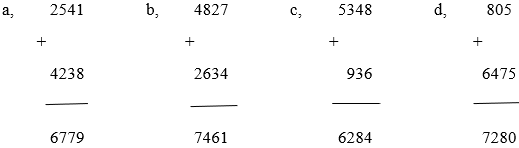 a, 2541 b, 4827 c, 5348 d, 805
+ + + +
4238 2634 936 6475
6779 7461 6284 7280